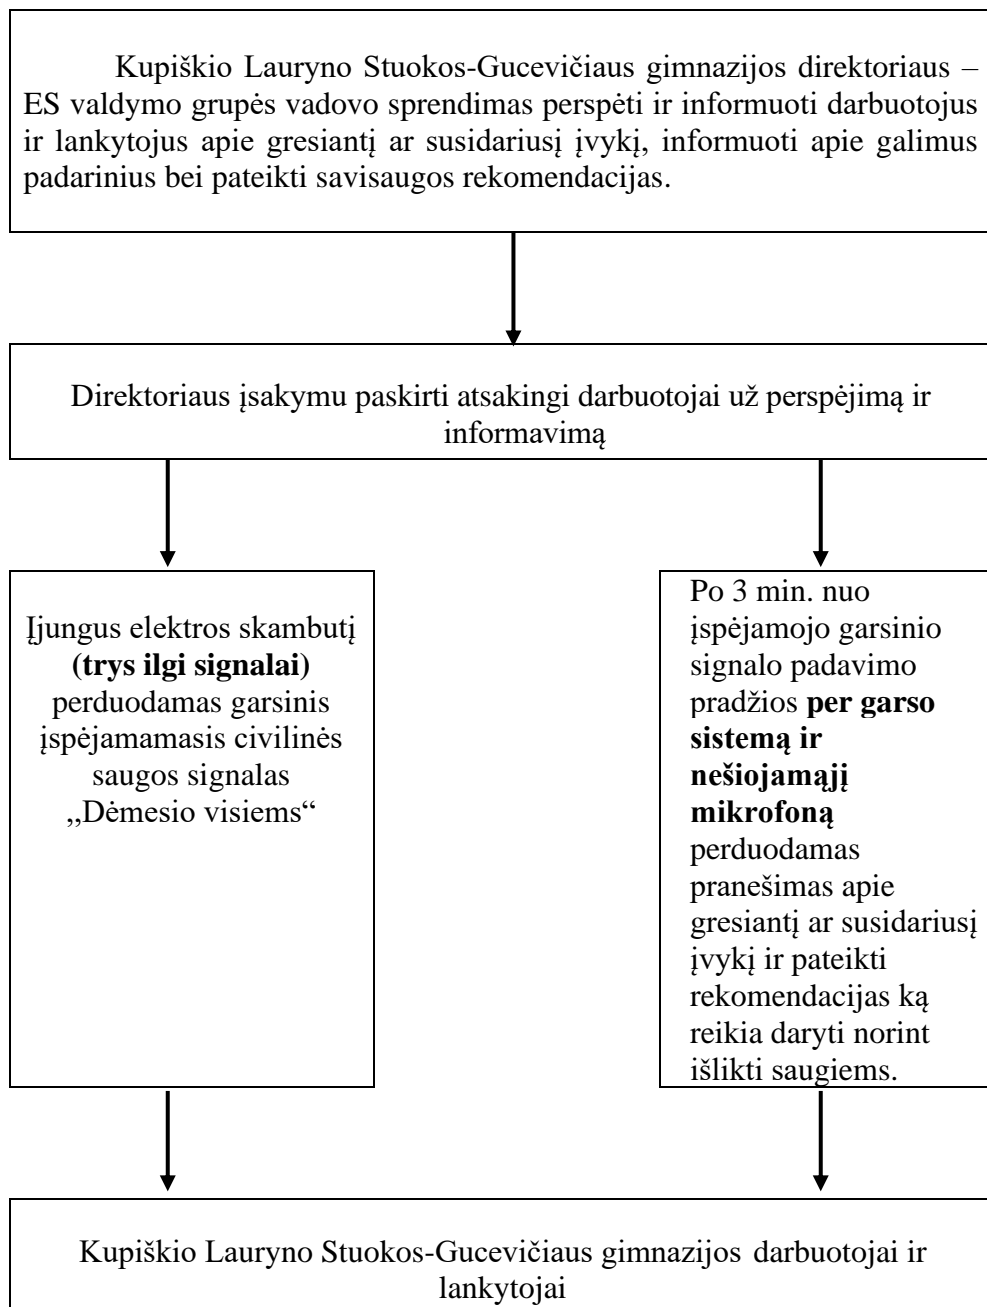 Kupiškio Lauryno Stuokos-Gucevičiaus gimnazijos direktoriaus –
ES valdymo grupės vadovo sprendimas perspėti ir informuoti darbuotojus
ir lankytojus apie gresiantį ar susidariusį įvykį, informuoti apie galimus
padarinius bei pateikti savisaugos rekomendacijas.
Direktoriaus įsakymu paskirti atsakingi darbuotojai už perspėjimą ir
informavimą
Įjungus elektros skambutį
(trys ilgi signalai)
perduodamas garsinis
įspėjamamasis civilinės
saugos signalas
,,Dėmesio visiems“
Po 3 min. nuo
įspėjamojo garsinio
signalo padavimo
pradžios per garso
sistemą ir
nešiojamąjį
mikrofoną
perduodamas
pranešimas apie
gresiantį ar susidariusį
įvykį ir pateikti
rekomendacijas ką
reikia daryti norint
išlikti saugiems.
Kupiškio Lauryno Stuokos-Gucevičiaus gimnazijos darbuotojai ir
lankytojai